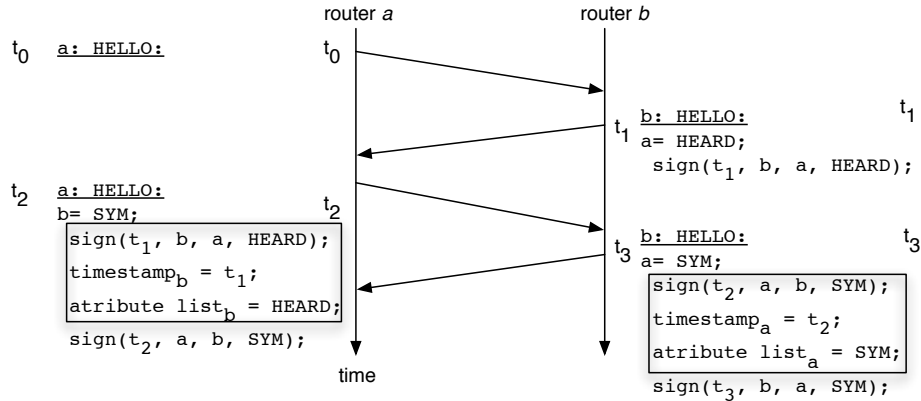 router a
router b
t0
a: HELLO:
t0
t1
b: HELLO:
t1
a= HEARD;
sign(t1, b, a, HEARD);
t2
a: HELLO:
b= SYM;
t2
sign(t1, b, a, HEARD);
timestampb = t1;
atribute listb = HEARD;
sign(t2, a, b, SYM);
t3
b: HELLO:
t3
a= SYM;
sign(t2, a, b, SYM);
timestampa = t2;
atribute lista = SYM;
sign(t3, b, a, SYM);
time